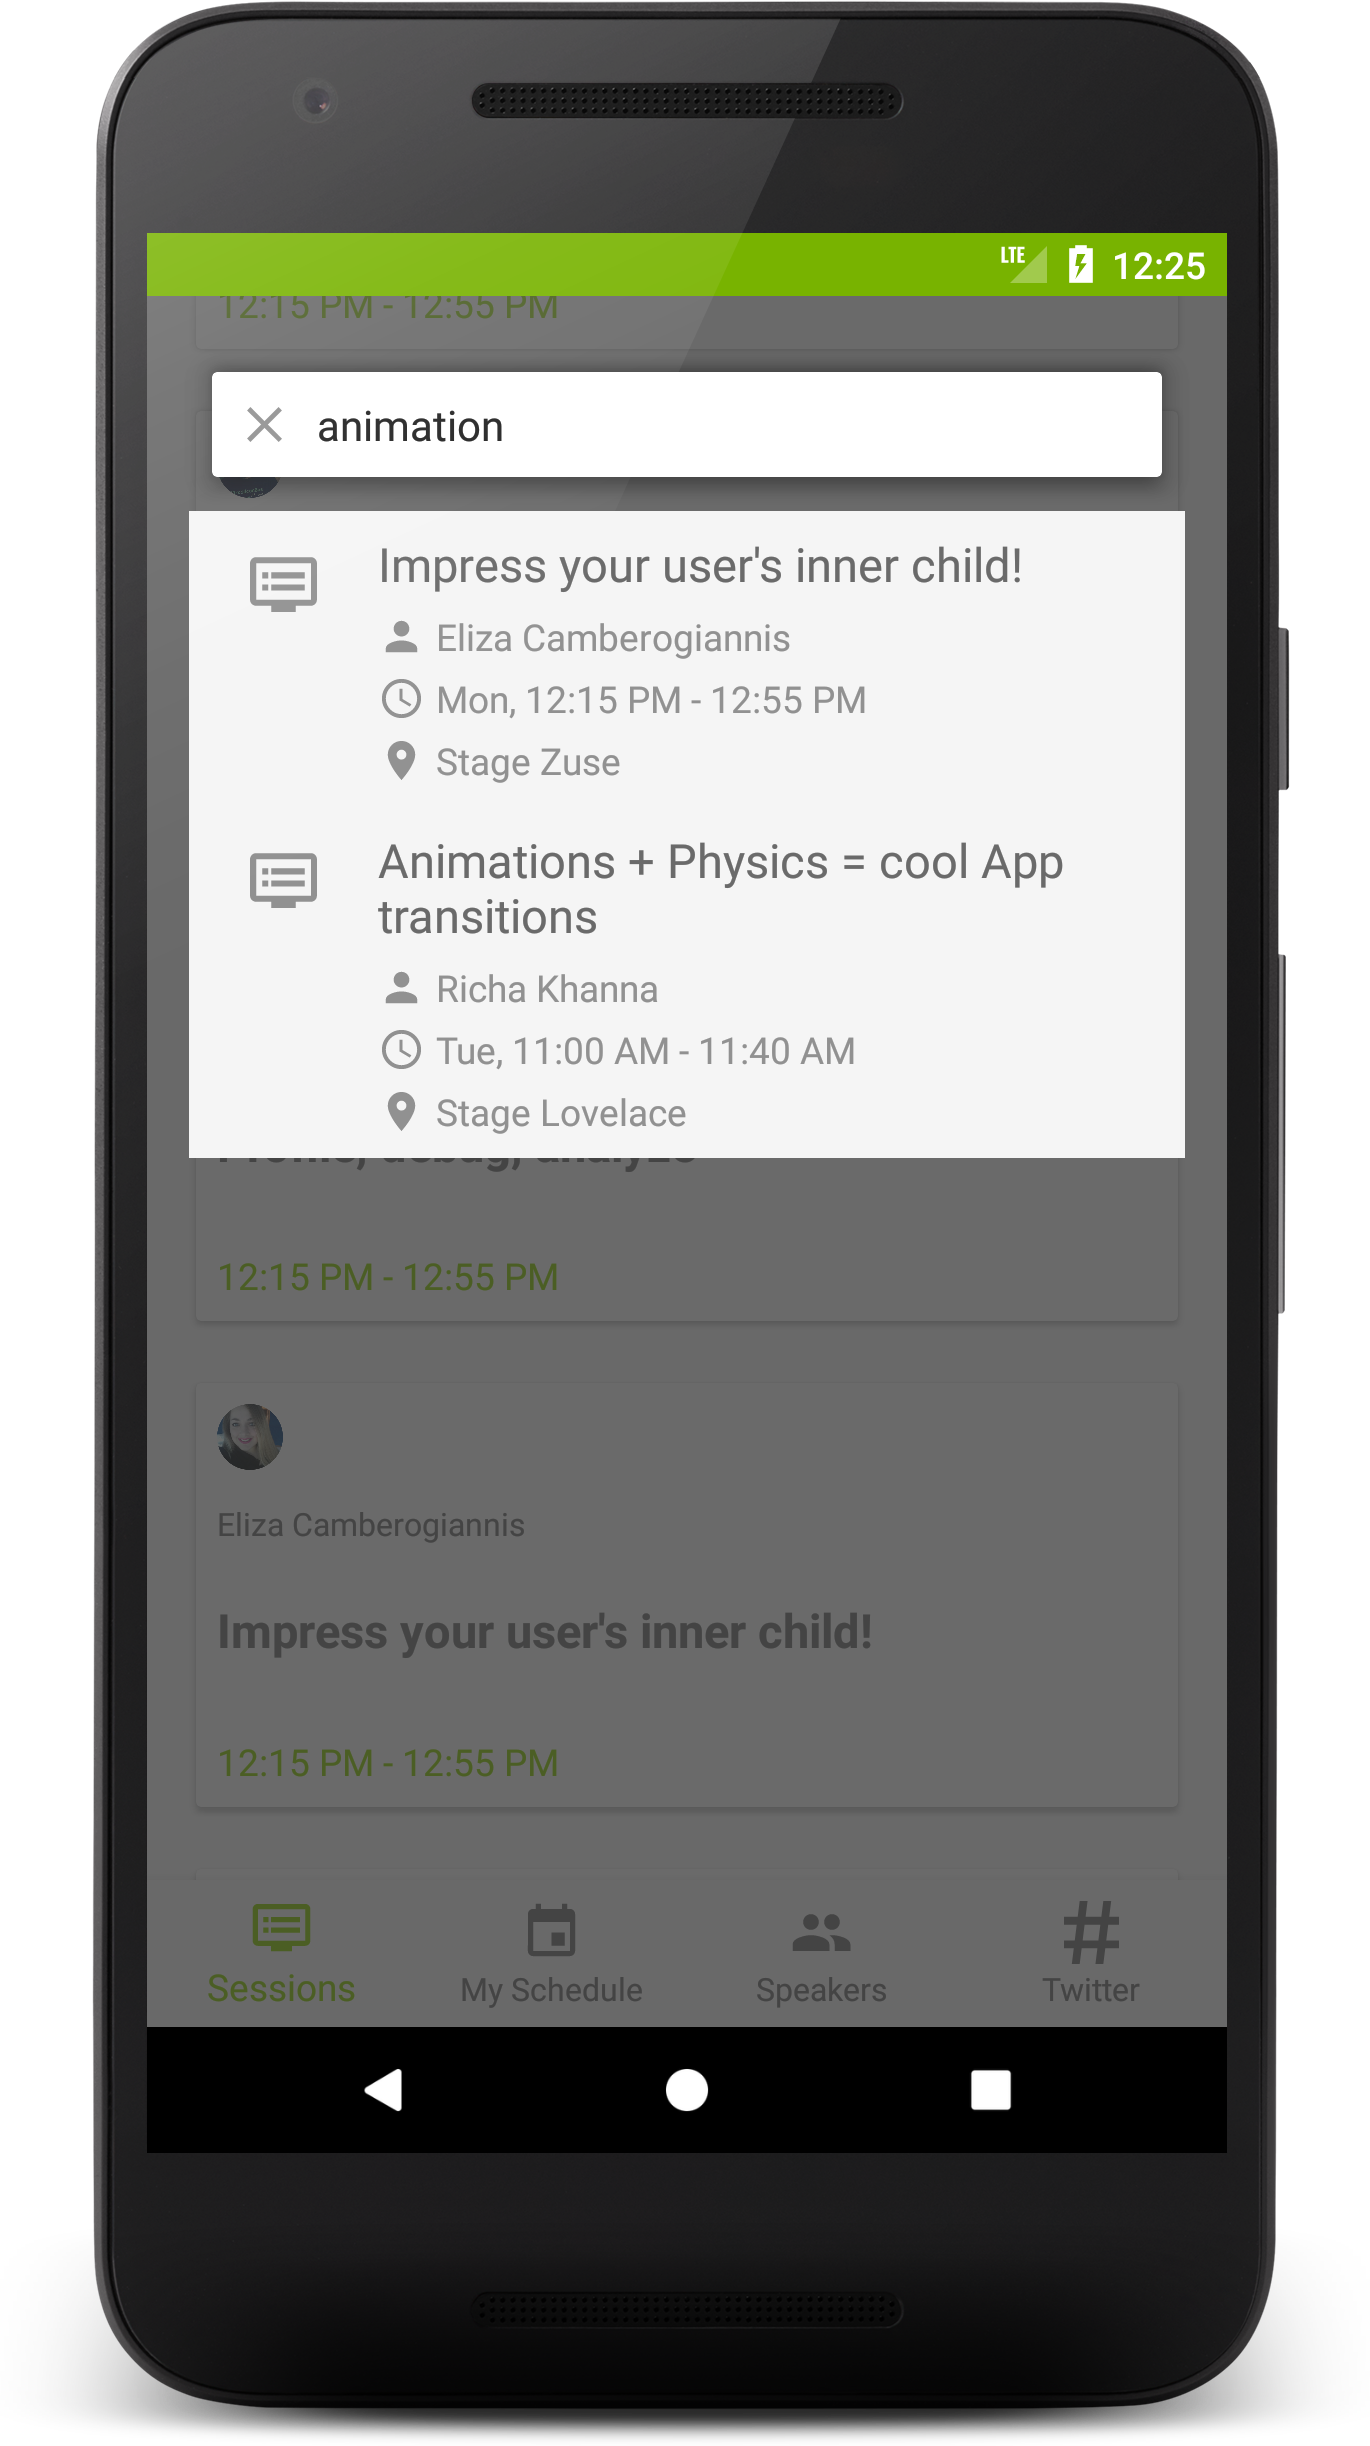 LTE 12:25
12:15 PM - 12:55 PM
animation
Impress your user's inner child!
Eliza Camberogiannis
Mon, 12:15 PM - 12:55 PM
Stage Zuse
Animations + Physics = cool App
transitions
Richa Khanna
Tue, 11:00 AM - 11:40 AM
Stage Lovelace
Profile, debug, analyze
12:15 PM - 12:55 PM
Eliza Camberogiannis
Impress your user's inner child!
12:15 PM - 12:55 PM
Sessions My Schedule Speakers Twitter